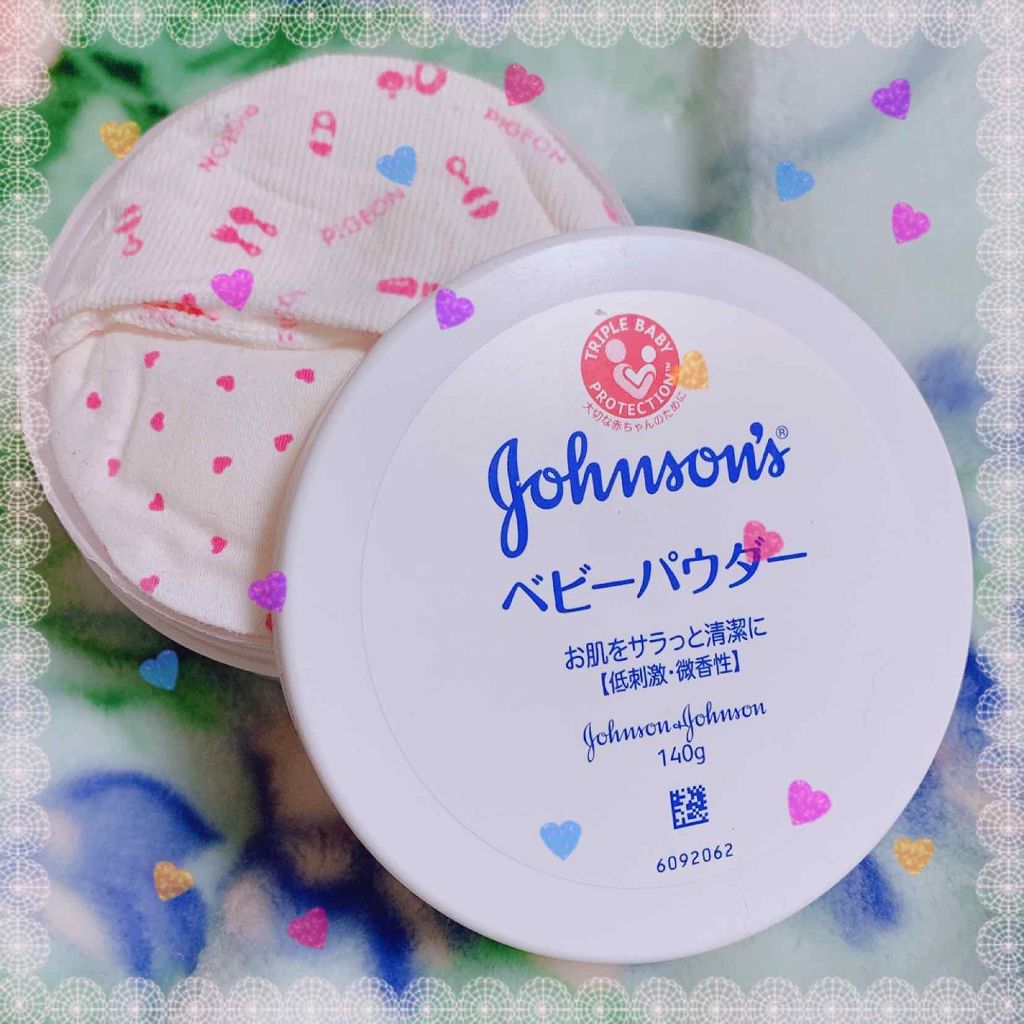 PIGEON
PIGEON
PIGEON
TRIPLE BABY
PROTECTION™
大切な赤ちゃんのために
Johnson's®
ベビーパウダー
お肌をサラっと清潔に
【低刺激・微香性】
Johnson & Johnson
140g
6092062